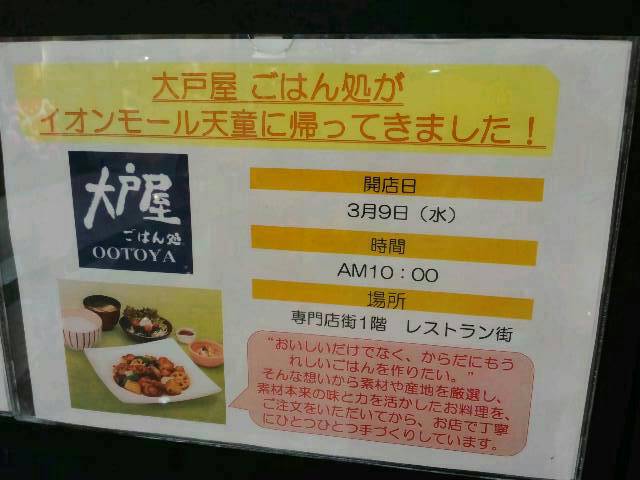 大戸屋 ごはん処が
イオンモール天童に帰ってきました！
大戸屋
ごはん処
OOTOYA
開店日
3月9日（水）
時間
AM10：00
場所
専門店街1階　レストラン街
“おいしいだけでなく、からだにもう
れしいごはんを作りたい。”
そんな想いから素材や産地を厳選し、
素材本来の味と力を活かしたお料理を、
ご注文をいただいてから、お店で丁寧
にひとつひとつ手づくりしています。